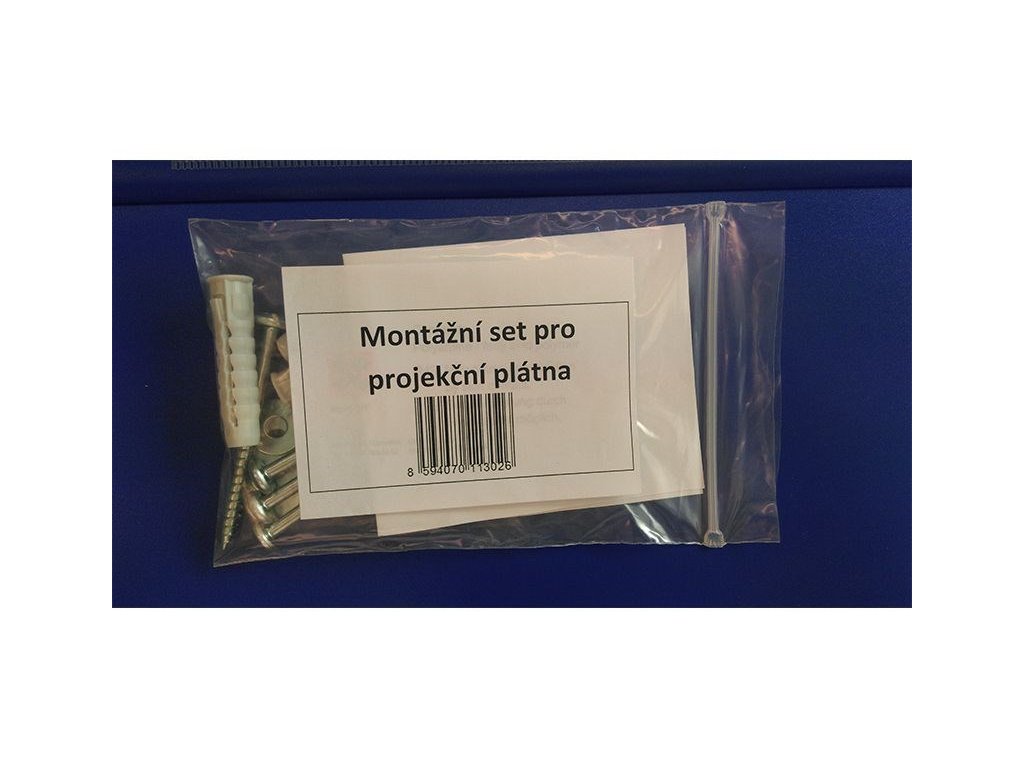 Montážní set pro
projekční plátna
8 594070 113026